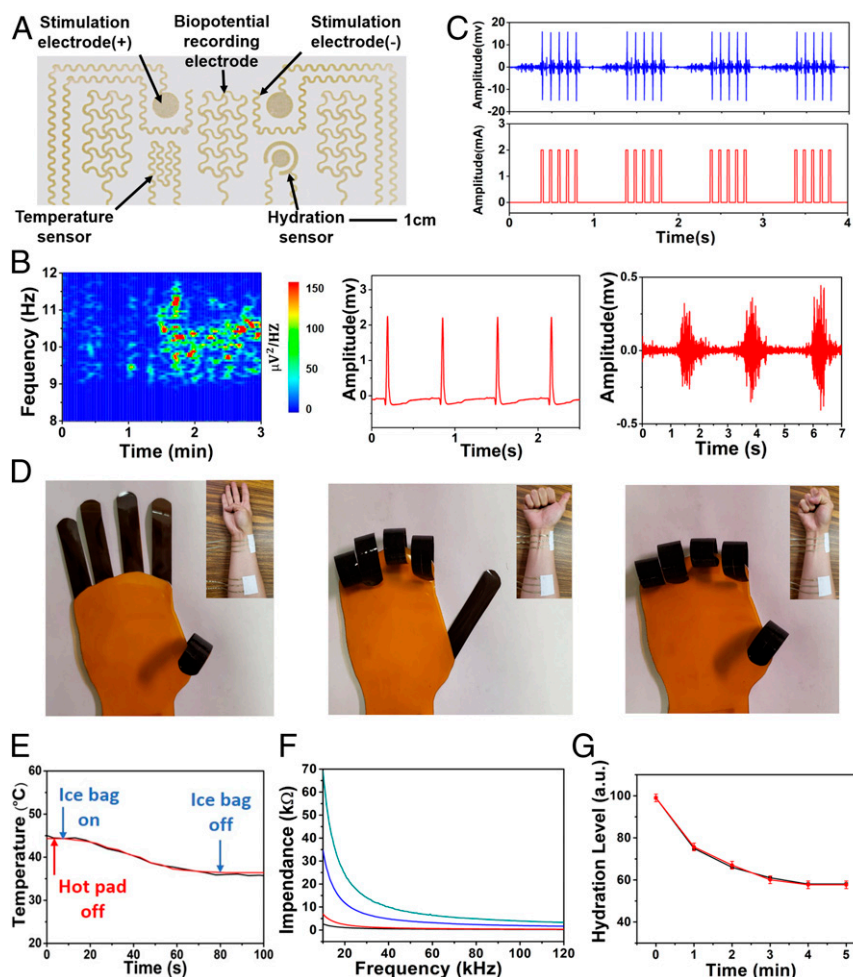 A
Stimulation
electrode(+)
Biopotential
recording
electrode
Stimulation
electrode(-)
Temperature
sensor
Hydration
sensor
1cm
C
Amplitude(mv)
20
10
0
-10
-20
Amplitude(mA)
3
2
1
0
0 1 2 3 4
Time(s)
B
Fequency (Hz)
12
11
10
9
8
0 1 2 3
Time (min)
150
100
50
0
μV²/HZ
Amplitude(mv)
3
2
1
0
0 1 2
Time(s)
Amplitude(mv)
0.5
0.0
-0.5
0 1 2 3 4 5 6 7
Time (s)
D
E
Temperature (°C)
60
50
40
30
20
Ice bag
on
Ice bag
off
Hot pad
off
0 20 40 60 80 100
Time (s)
F
Impendance (kΩ)
70
60
50
40
30
20
10
0
20 40 60 80 100 120
Frequency (kHz)
G
Hydration Level (a.u.)
100
80
60
0 1 2 3 4 5
Time (min)